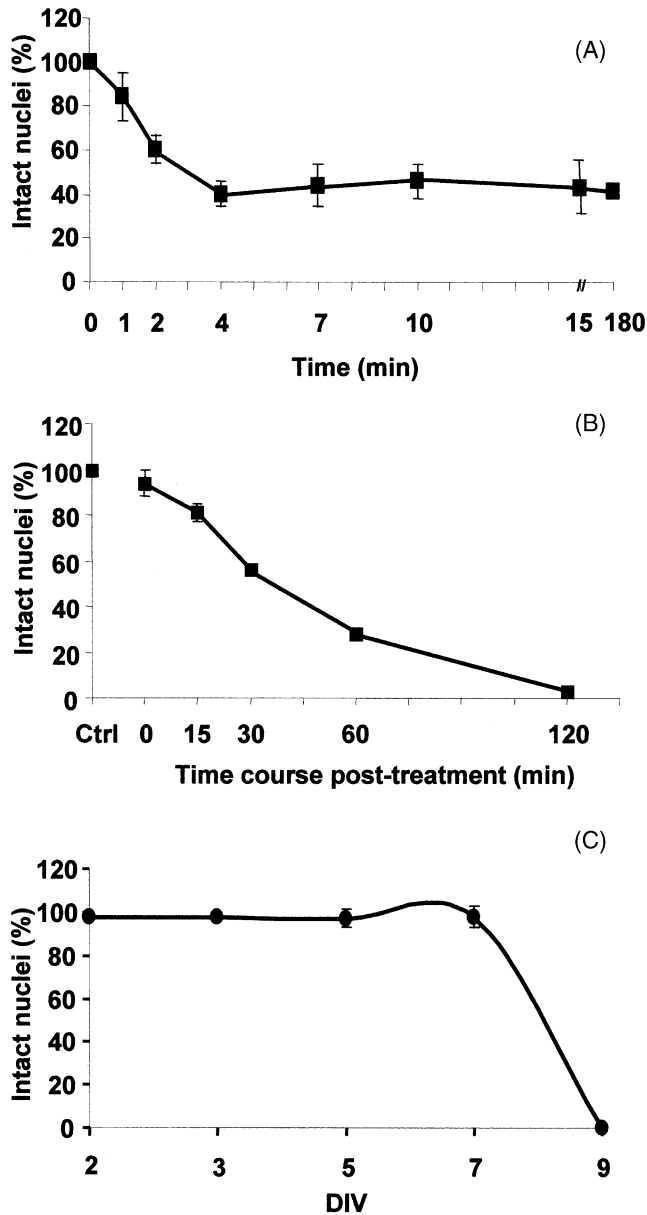 (A)
Intact nuclei (%)
120
100
80
60
40
20
0
0 1 2 4 7 10 15 180
Time (min)
(B)
Intact nuclei (%)
120
100
80
60
40
20
0
Ctrl 0 15 30 60 120
Time course post-treatment (min)
(C)
Intact nuclei (%)
120
100
80
60
40
20
0
2 3 5 7 9
DIV